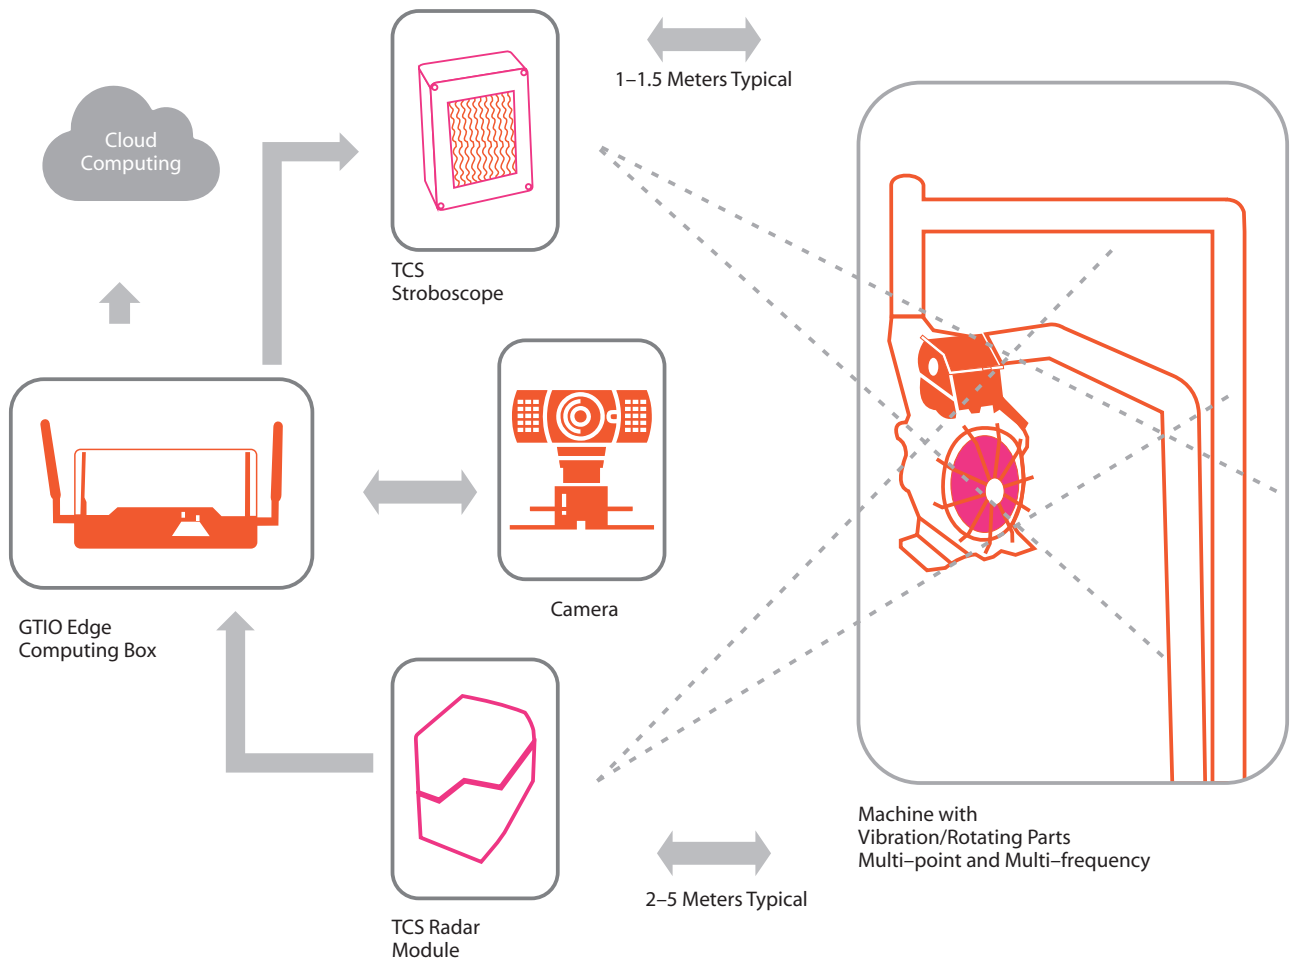 1–1.5 Meters Typical
Cloud
Computing
TCS
Stroboscope
Camera
GTIO Edge
Computing Box
Machine with
Vibration/Rotating Parts
Multi–point and Multi–frequency
2–5 Meters Typical
TCS Radar
Module